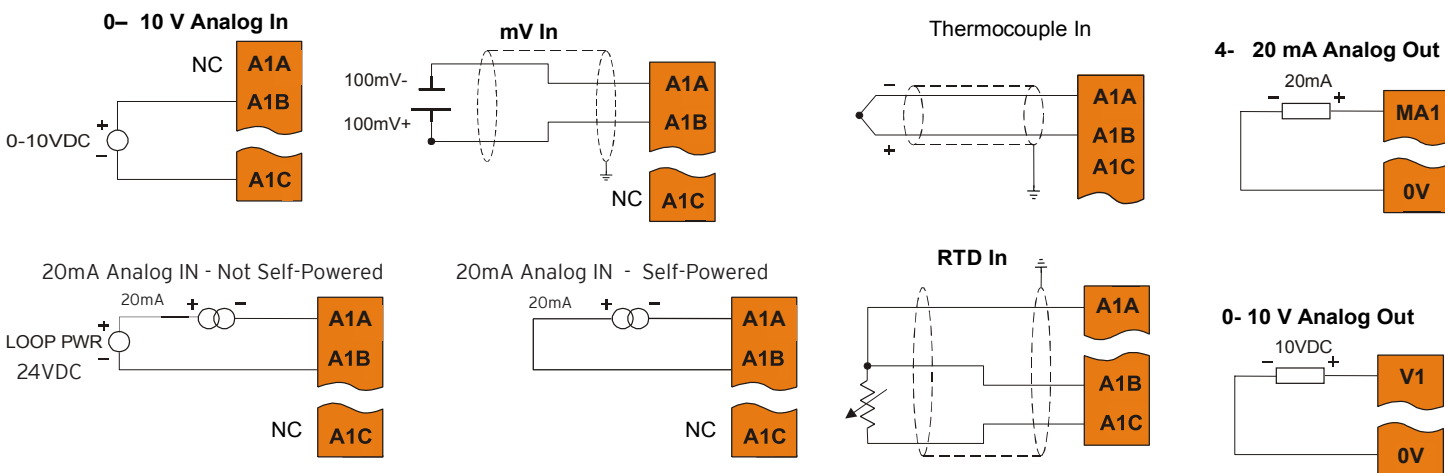 0– 10 V Analog In
NC
A1A
A1B
0-10VDC
+
–
A1C
mV In
100mV-
100mV+
A1A
A1B
NC
A1C
Thermocouple In
–
+
A1A
A1B
A1C
4- 20 mA Analog Out
20mA
– +
MA1
0V
20mA Analog IN - Not Self-Powered
20mA
+ –
LOOP PWR
+
–
24VDC
A1A
A1B
NC
A1C
20mA Analog IN - Self-Powered
20mA
+ –
A1A
A1B
NC
A1C
RTD In
A1A
A1B
A1C
0- 10 V Analog Out
10VDC
– +
V1
0V